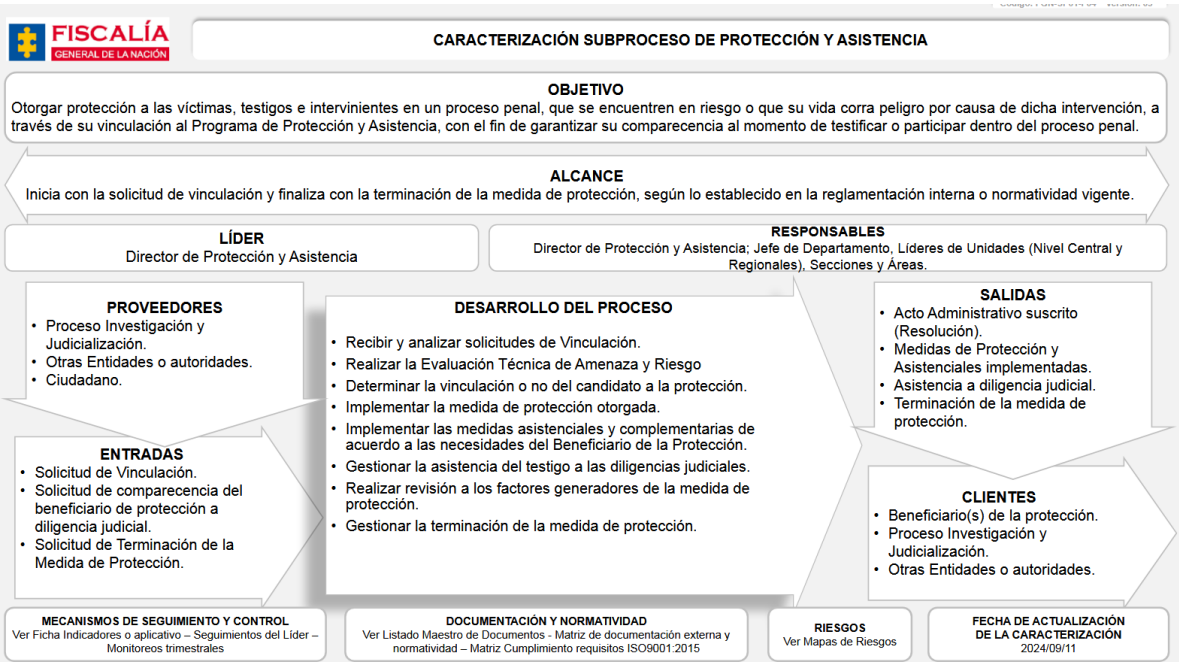 FISCALÍA
GENERAL DE LA NACIÓN
CARACTERIZACIÓN SUBPROCESO DE PROTECCIÓN Y ASISTENCIA
OBJETIVO
Otorgar protección a las víctimas, testigos e intervinientes en un proceso penal, que se encuentren en riesgo o que su vida corra peligro por causa de dicha intervención, a
través de su vinculación al Programa de Protección y Asistencia, con el fin de garantizar su comparecencia al momento de testificar o participar dentro del proceso penal.
ALCANCE
Inicia con la solicitud de vinculación y finaliza con la terminación de la medida de protección, según lo establecido en la reglamentación interna o normatividad vigente.
LÍDER
Director de Protección y Asistencia
RESPONSABLES
Director de Protección y Asistencia; Jefe de Departamento, Líderes de Unidades (Nivel Central y
Regionales), Secciones y Áreas.
PROVEEDORES
• Proceso Investigación y
Judicialización.
• Otras Entidades o autoridades.
• Ciudadano.
ENTRADAS
• Solicitud de Vinculación.
• Solicitud de comparecencia del
beneficiario de protección a
diligencia judicial.
• Solicitud de Terminación de la
Medida de Protección.
DESARROLLO DEL PROCESO
• Recibir y analizar solicitudes de Vinculación.
• Realizar la Evaluación Técnica de Amenaza y Riesgo
• Determinar la vinculación o no del candidato a la protección.
• Implementar la medida de protección otorgada.
• Implementar las medidas asistenciales y complementarias de
acuerdo a las necesidades del Beneficiario de la Protección.
• Gestionar la asistencia del testigo a las diligencias judiciales.
• Realizar revisión a los factores generadores de la medida de
protección.
• Gestionar la terminación de la medida de protección.
SALIDAS
• Acto Administrativo suscrito
(Resolución).
• Medidas de Protección y
Asistenciales implementadas.
• Asistencia a diligencia judicial.
• Terminación de la medida de
protección.
CLIENTES
• Beneficiario(s) de la protección.
• Proceso Investigación y
Judicialización.
• Otras Entidades o autoridades.
MECANISMOS DE SEGUIMIENTO Y CONTROL
Ver Ficha Indicadores o aplicativo – Seguimientos del Líder –
Monitoreos trimestrales
DOCUMENTACIÓN Y NORMATIVIDAD
Ver Listado Maestro de Documentos - Matriz de documentación externa y
normatividad – Matriz Cumplimiento requisitos ISO9001:2015
RIESGOS
Ver Mapas de Riesgos
FECHA DE ACTUALIZACIÓN
DE LA CARACTERIZACIÓN
2024/09/11